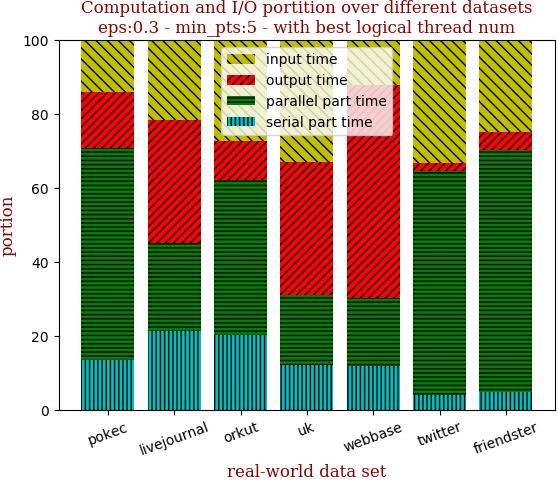 Computation and I/O partition over different datasets
eps:0.3 - min_pts:5 - with best logical thread num
input time
output time
parallel part time
serial part time
100
80
60
40
20
0
portion
pokec
livejournal
orkut
uk
webbase
twitter
friendster
real-world data set